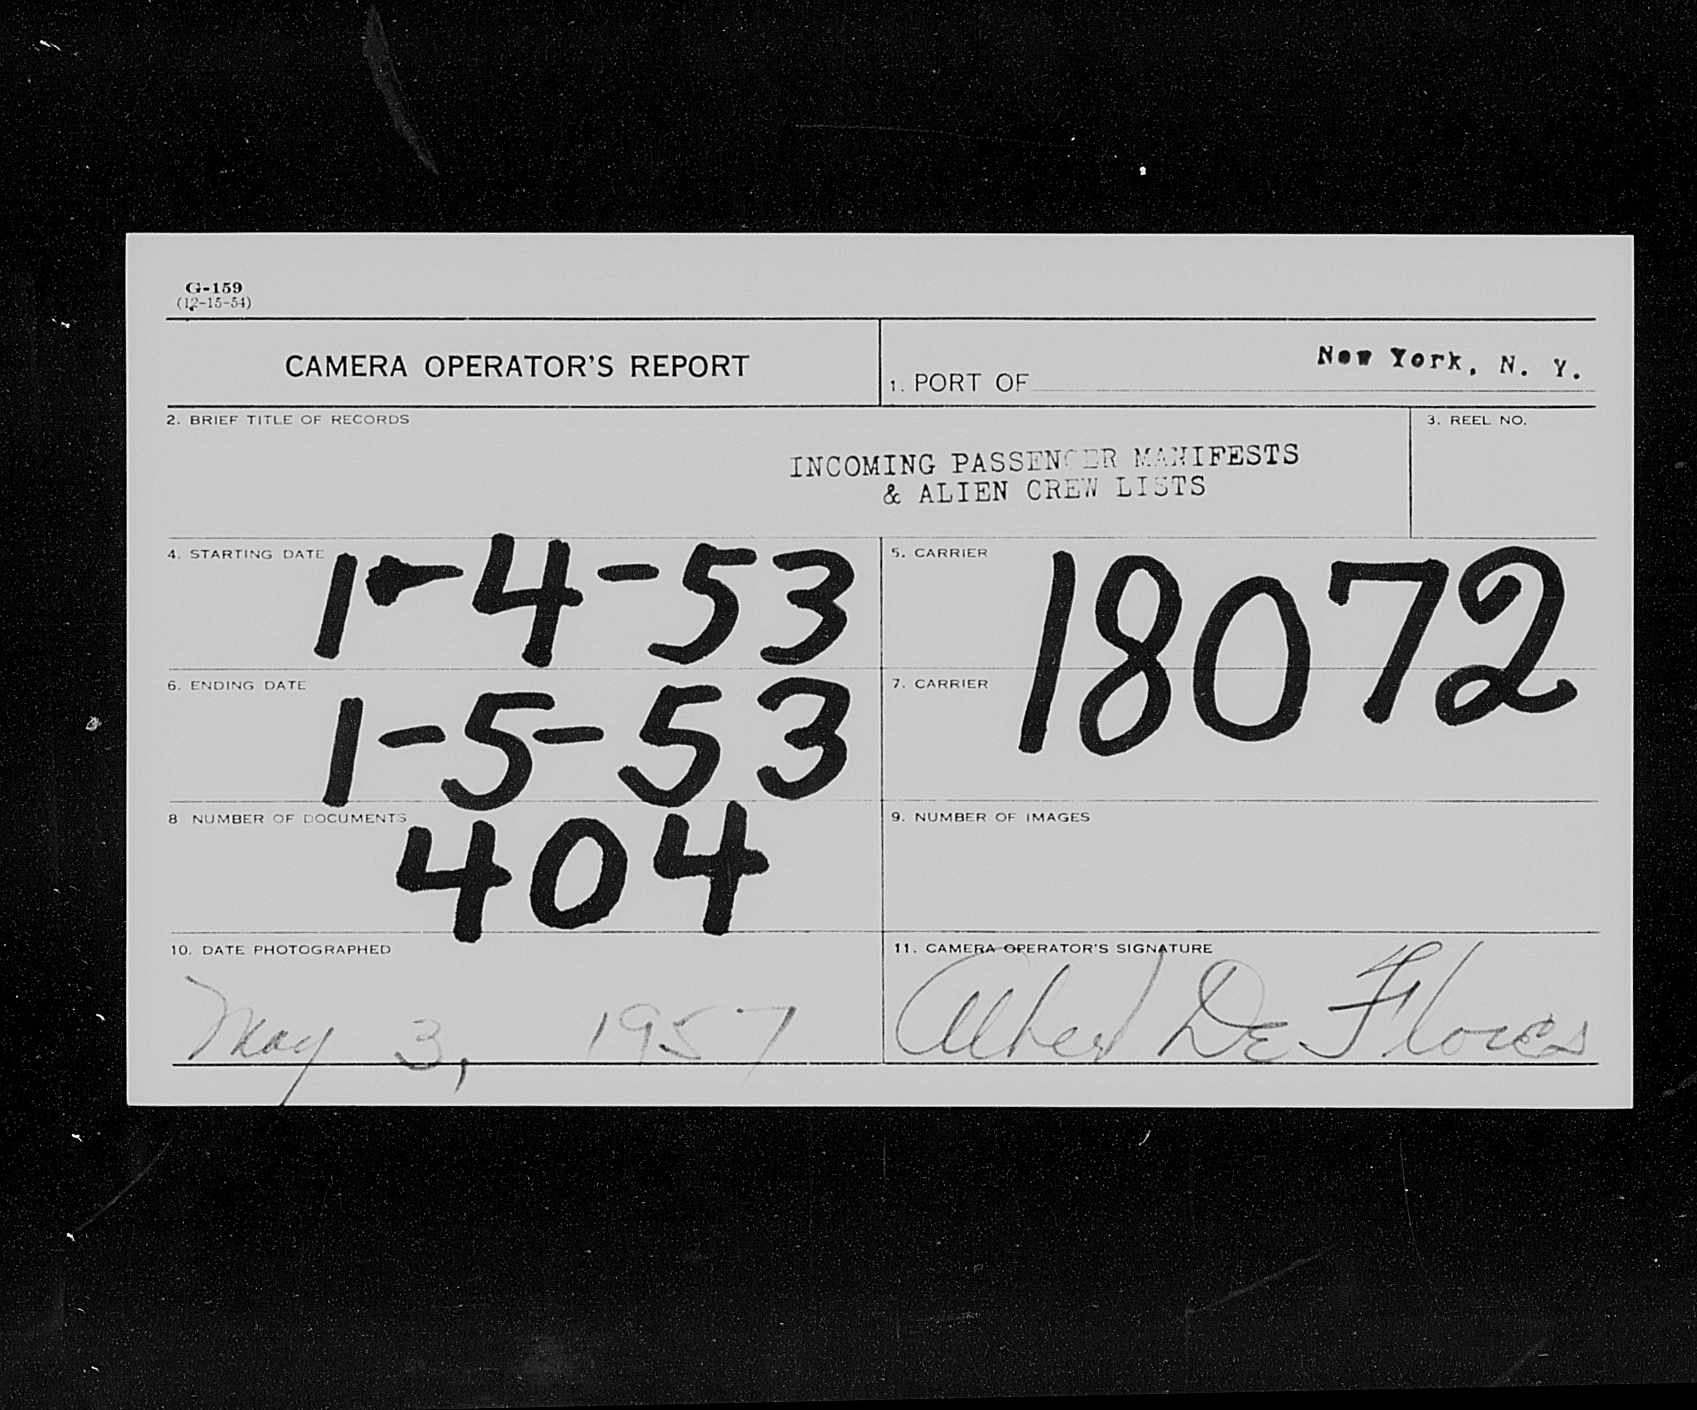 G-159
(12-15-54)
CAMERA OPERATOR'S REPORT
1. PORT OF New York, N. Y.
2. BRIEF TITLE OF RECORDS
3. REEL NO.
INCOMING PASSENGER MANIFESTS
& ALIEN CREW LISTS
4. STARTING DATE
1-4-53
5. CARRIER
18072
6. ENDING DATE
1-5-53
7. CARRIER
8 NUMBER OF DOCUMENTS
404
9. NUMBER OF IMAGES
10. DATE PHOTOGRAPHED
May 3, 1957
11. CAMERA OPERATOR'S SIGNATURE
Albert De Flores